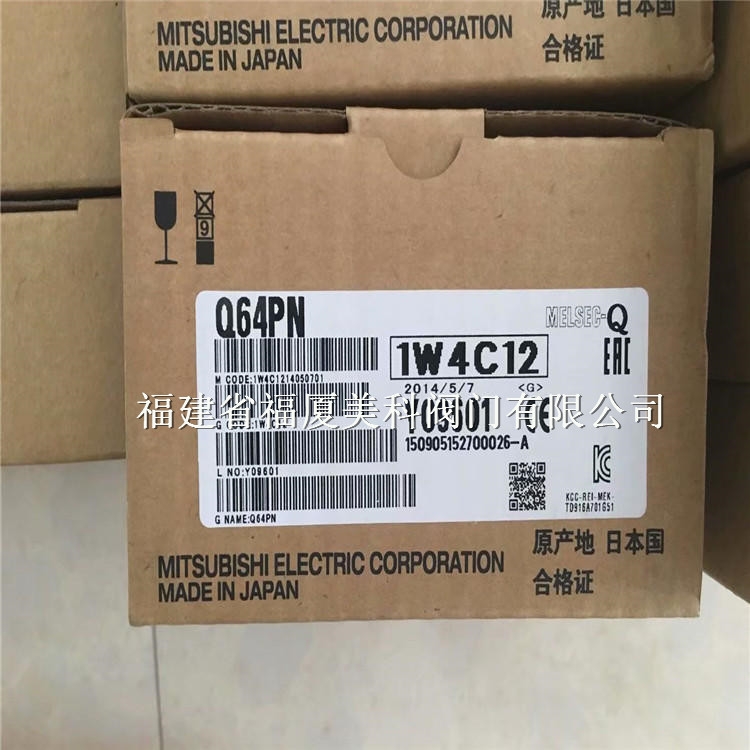 MITSUBISHI ELECTRIC CORPORATION
MADE IN JAPAN
原产地 日本国
合格证
9
Q64PN
MELSEC-Q
1W4C12
EAC
M CODE:1W4C1214050701
2014/5/7 <G>
福建省福厦美科阀门有限公司
150905152700026-A
L NO:Y09601
KCC-REI-MEK-
TD916A701G51
G NAME:Q64PN
MITSUBISHI ELECTRIC CORPORATION
MADE IN JAPAN
原产地 日本国
合格证